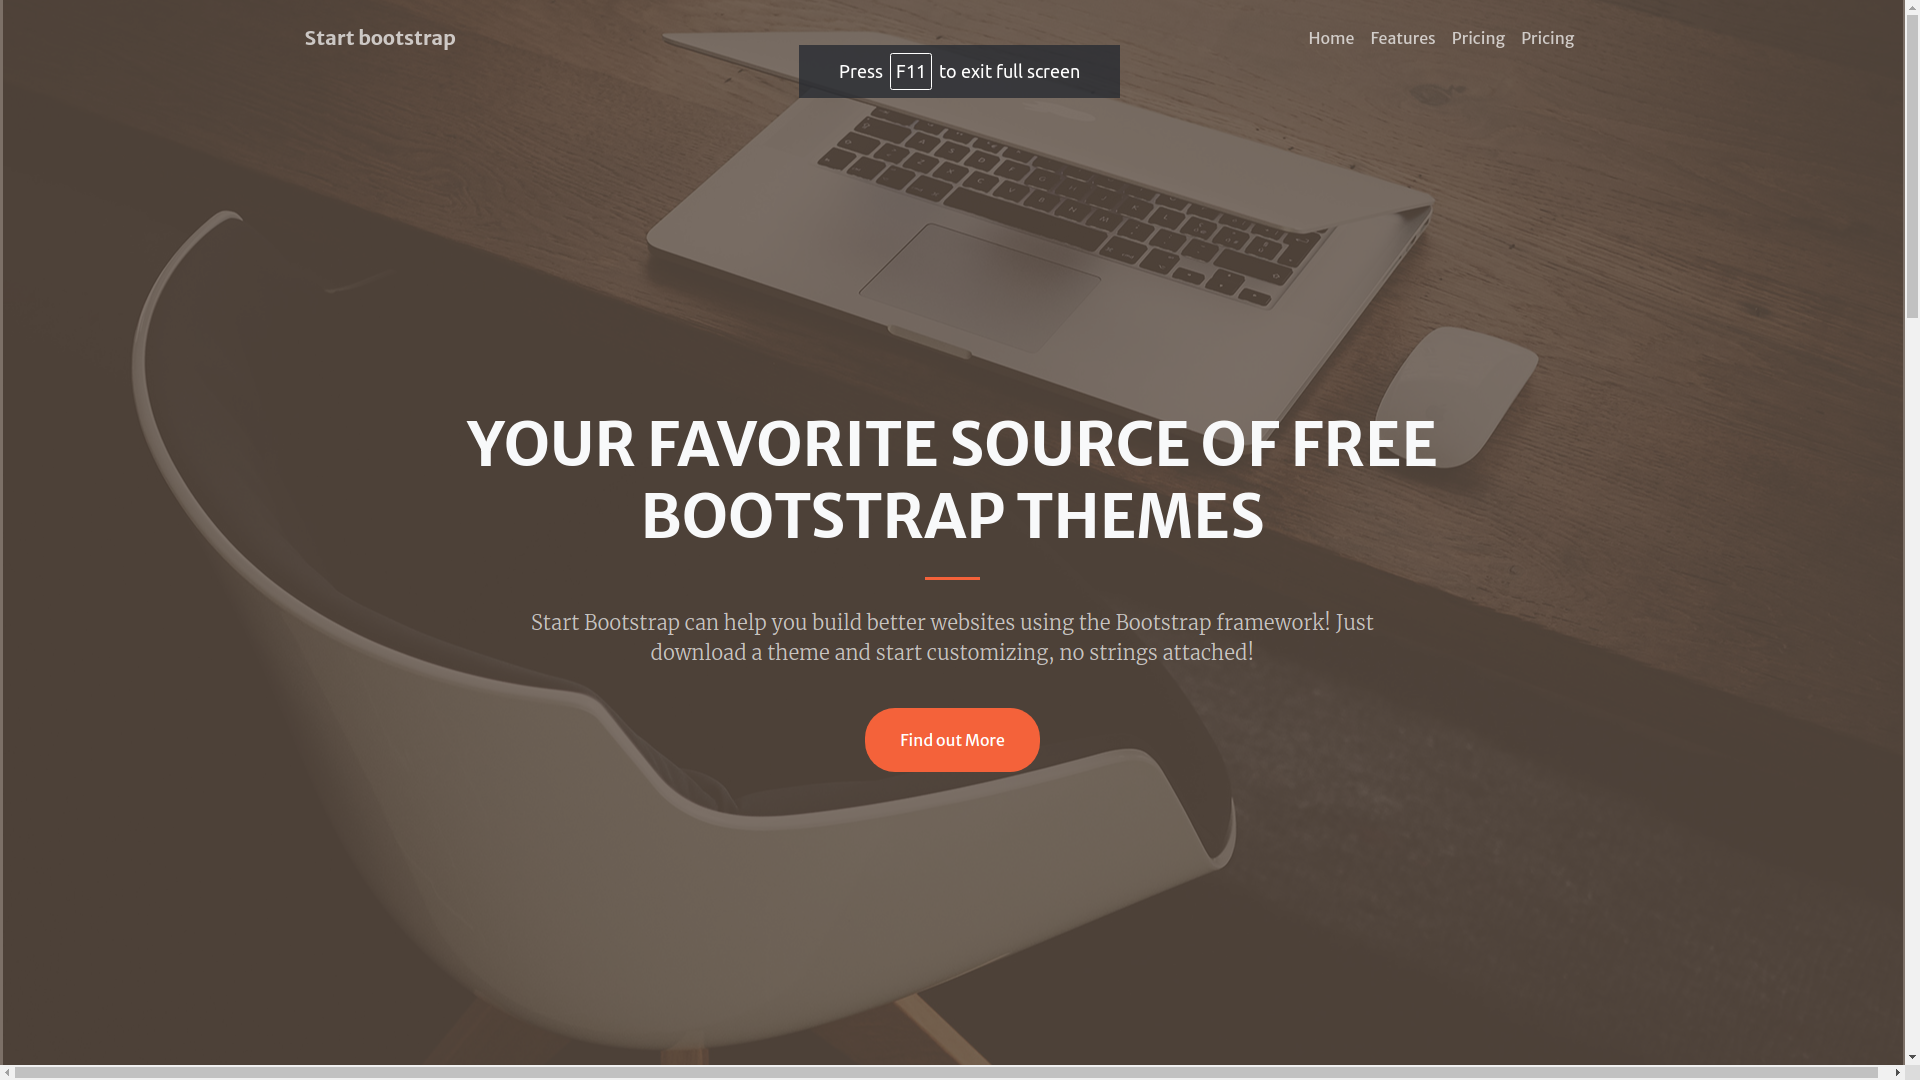 Start bootstrap
Home Features Pricing Pricing
Press F11 to exit full screen
YOUR FAVORITE SOURCE OF FREE
BOOTSTRAP THEMES
Start Bootstrap can help you build better websites using the Bootstrap framework! Just
download a theme and start customizing, no strings attached!
Find out More